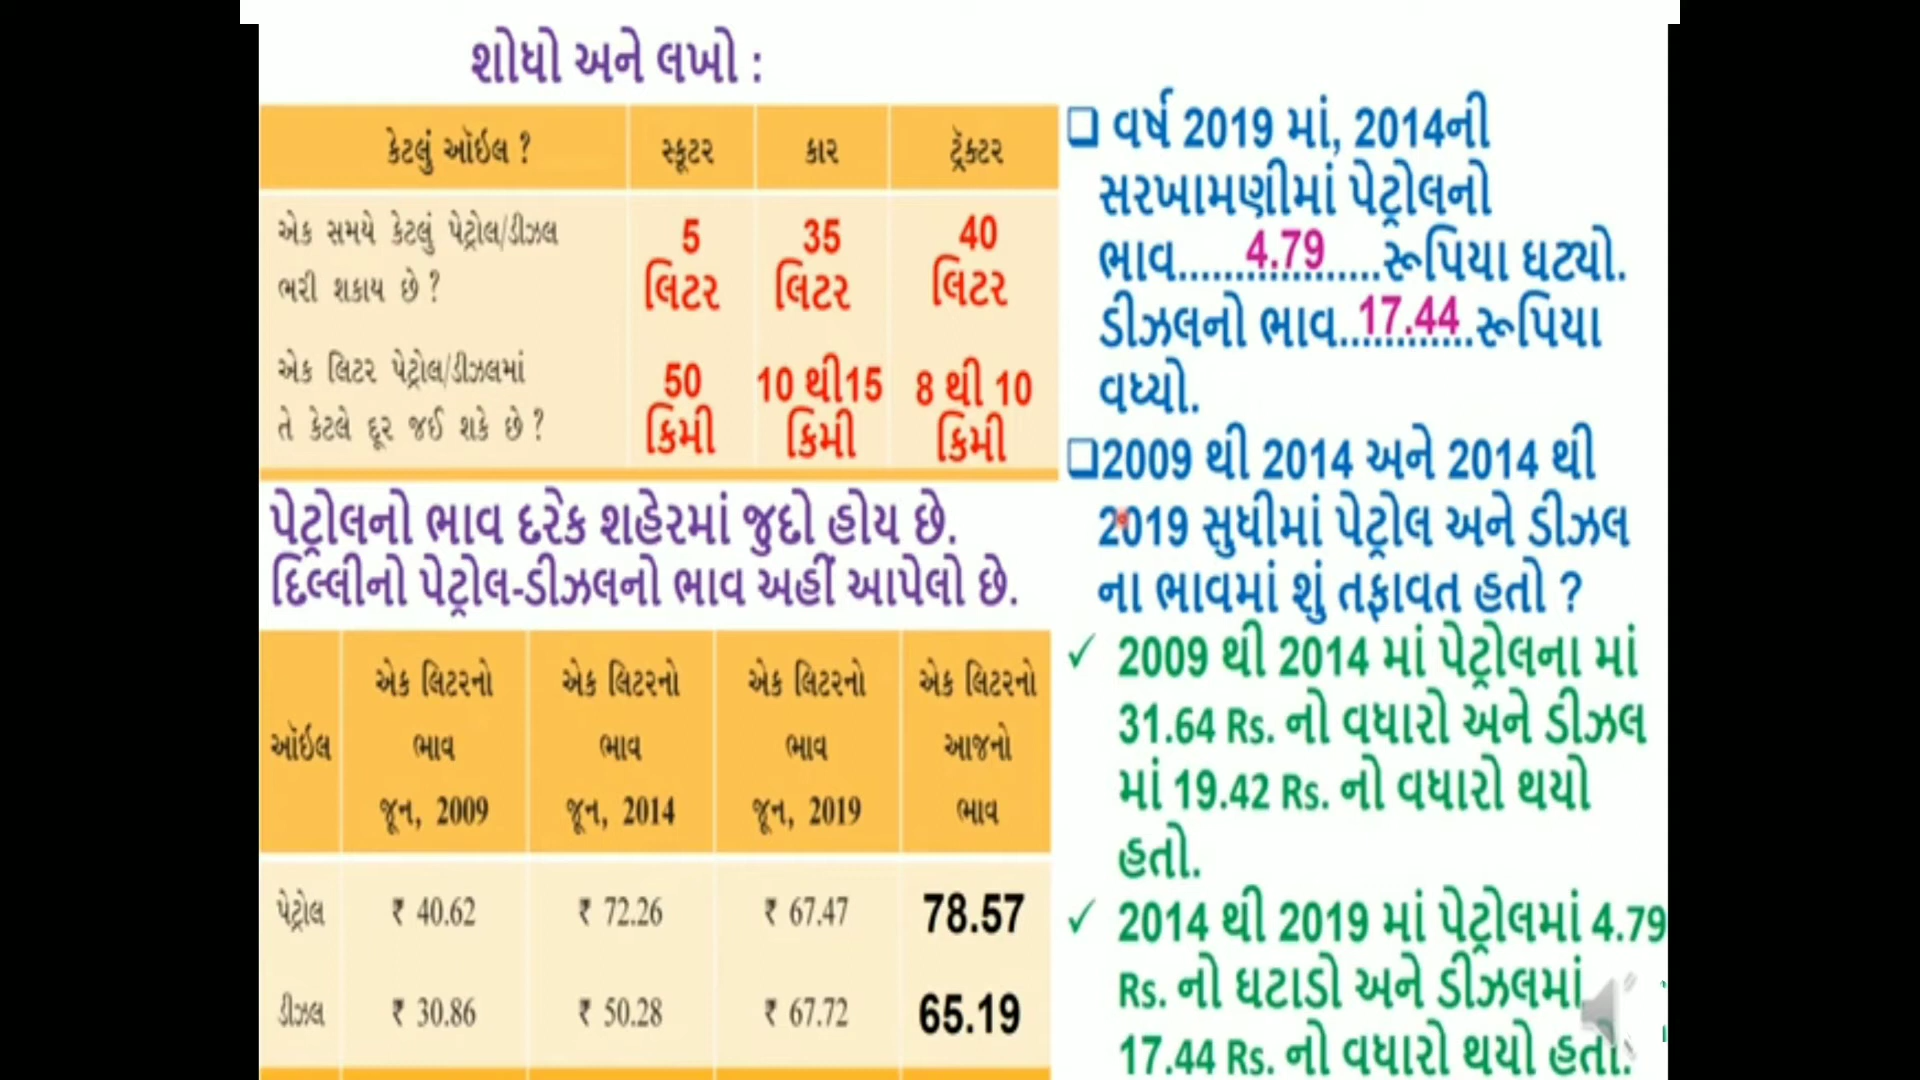 શોધો અને લખો :
કેટલું ઑઇલ ? સ્કૂટર કાર ટ્રૅક્ટર
એક સમયે કેટલું પેટ્રોલ/ડીઝલ
ભરી શકાય છે ?
5 લિટર
35 લિટર
40 લિટર
એક લિટર પેટ્રોલ/ડીઝલમાં
તે કેટલે દૂર જઈ શકે છે ?
50 કિમી
10 થી15 કિમી
8 થી 10 કિમી
પેટ્રોલનો ભાવ દરેક શહેરમાં જુદો હોય છે.
દિલ્લીનો પેટ્રોલ-ડીઝલનો ભાવ અહીં આપેલો છે.
ઑઇલ
એક લિટરનો ભાવ જૂન, 2009
એક લિટરનો ભાવ જૂન, 2014
એક લિટરનો ભાવ જૂન, 2019
એક લિટરનો આજનો ભાવ
પેટ્રોલ ₹ 40.62 ₹ 72.26 ₹ 67.47 78.57
ડીઝલ ₹ 30.86 ₹ 50.28 ₹ 67.72 65.19
વર્ષ 2019 માં, 2014ની
સરખામણીમાં પેટ્રોલનો
ભાવ......4.79......રૂપિયા ઘટ્યો.
ડીઝલનો ભાવ..17.44..રૂપિયા
વધ્યો.
2009 થી 2014 અને 2014 થી
2019 સુધીમાં પેટ્રોલ અને ડીઝલ
ના ભાવમાં શું તફાવત હતો ?
✓ 2009 થી 2014 માં પેટ્રોલના માં
31.64 Rs. નો વધારો અને ડીઝલ
માં 19.42 Rs. નો વધારો થયો
હતો.
✓ 2014 થી 2019 માં પેટ્રોલમાં 4.79
Rs. નો ઘટાડો અને ડીઝલમાં
17.44 Rs. નો વધારો થયો હતો.